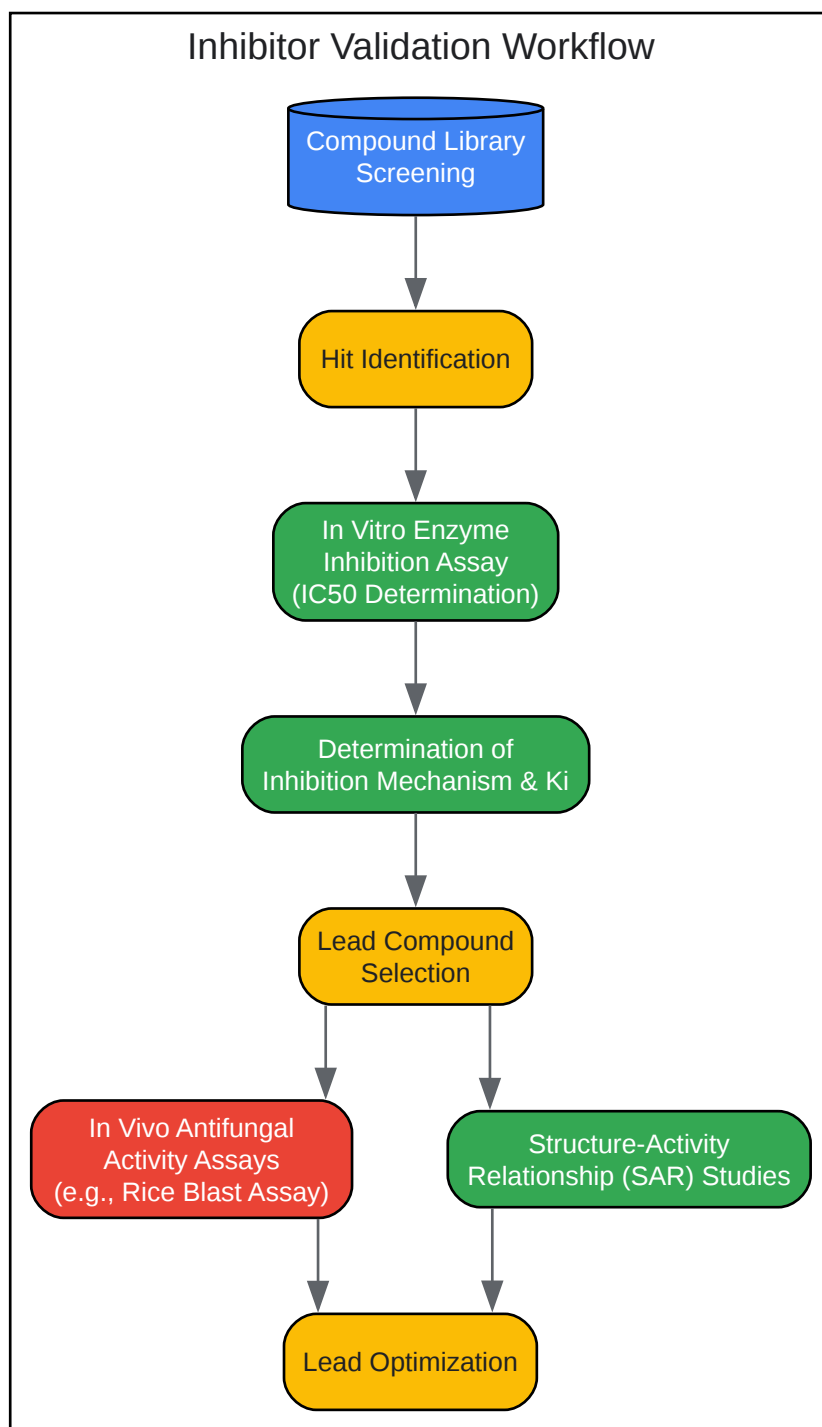 Inhibitor Validation Workflow
Compound Library
Screening
Hit Identification
In Vitro Enzyme
Inhibition Assay
(IC50 Determination)
Determination of
Inhibition Mechanism & Ki
Lead Compound
Selection
In Vivo Antifungal
Activity Assays
(e.g., Rice Blast Assay)
Structure-Activity
Relationship (SAR) Studies
Lead Optimization